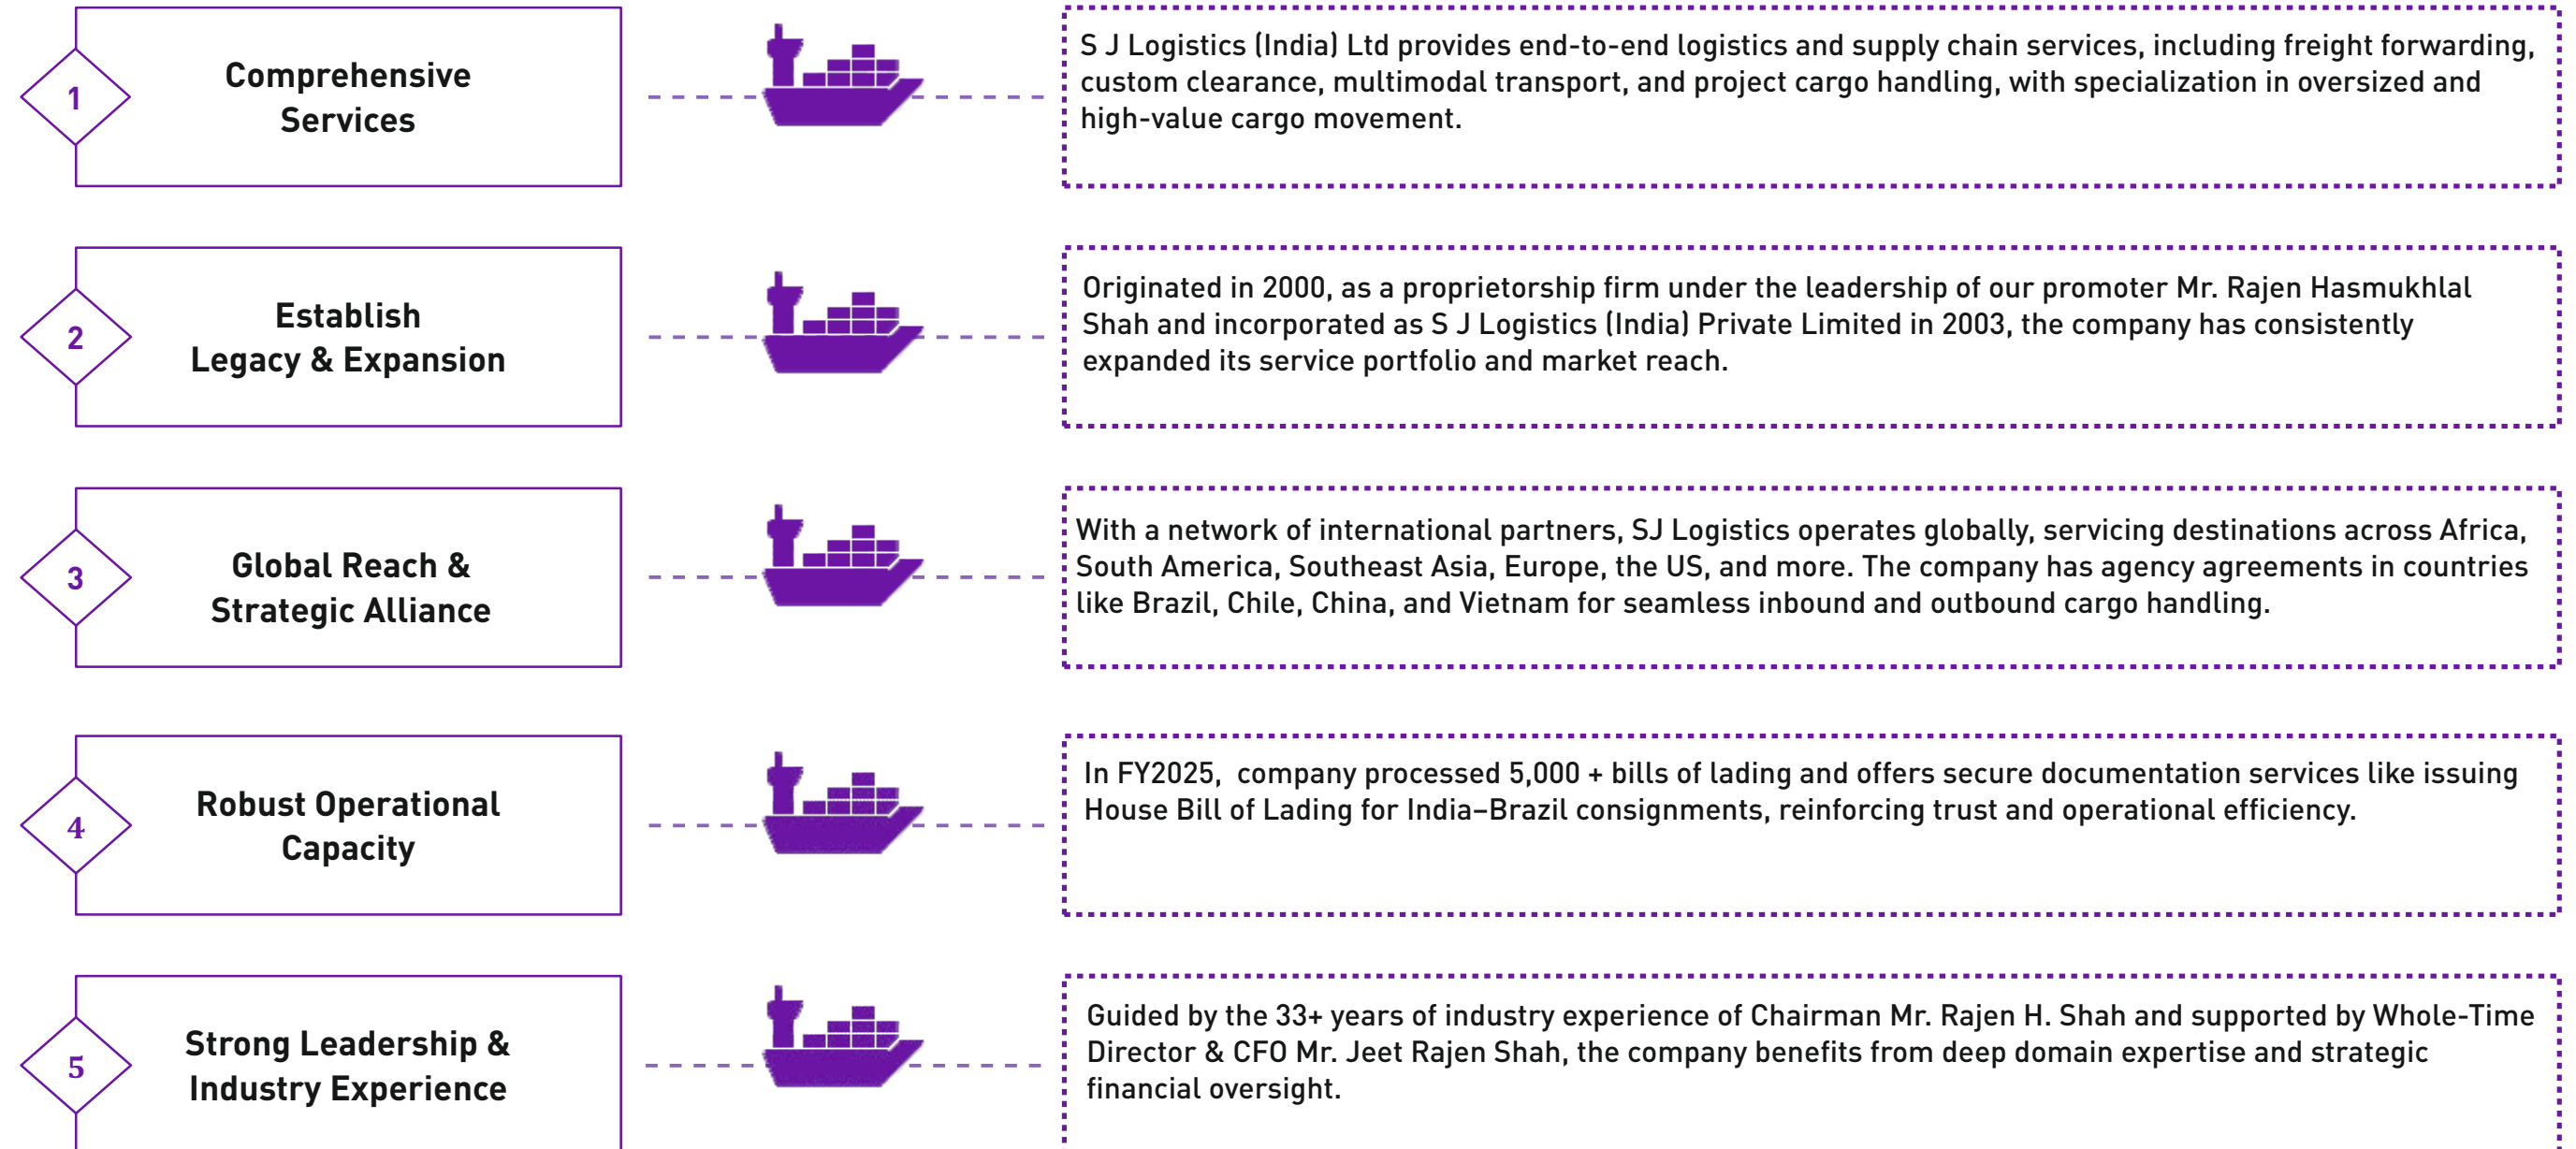 1
Comprehensive
Services
S J Logistics (India) Ltd provides end-to-end logistics and supply chain services, including freight forwarding,
custom clearance, multimodal transport, and project cargo handling, with specialization in oversized and
high-value cargo movement.
2
Establish
Legacy & Expansion
Originated in 2000, as a proprietorship firm under the leadership of our promoter Mr. Rajen Hasmukhlal
Shah and incorporated as S J Logistics (India) Private Limited in 2003, the company has consistently
expanded its service portfolio and market reach.
3
Global Reach &
Strategic Alliance
With a network of international partners, SJ Logistics operates globally, servicing destinations across Africa,
South America, Southeast Asia, Europe, the US, and more. The company has agency agreements in countries
like Brazil, Chile, China, and Vietnam for seamless inbound and outbound cargo handling.
4
Robust Operational
Capacity
In FY2025,  company processed 5,000 + bills of lading and offers secure documentation services like issuing
House Bill of Lading for India–Brazil consignments, reinforcing trust and operational efficiency.
5
Strong Leadership &
Industry Experience
Guided by the 33+ years of industry experience of Chairman Mr. Rajen H. Shah and supported by Whole-Time
Director & CFO Mr. Jeet Rajen Shah, the company benefits from deep domain expertise and strategic
financial oversight.